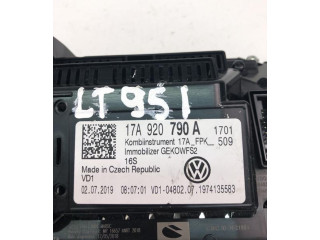 LT951
17A 920 790 A 1701
Kombiinstrument 17A_FPK_ 509
Immobilizer GEKOWFS2
16S
Made in Czech Republic
VD1
02.07.2019 08:07:01 VD1-04802.07.1974135583